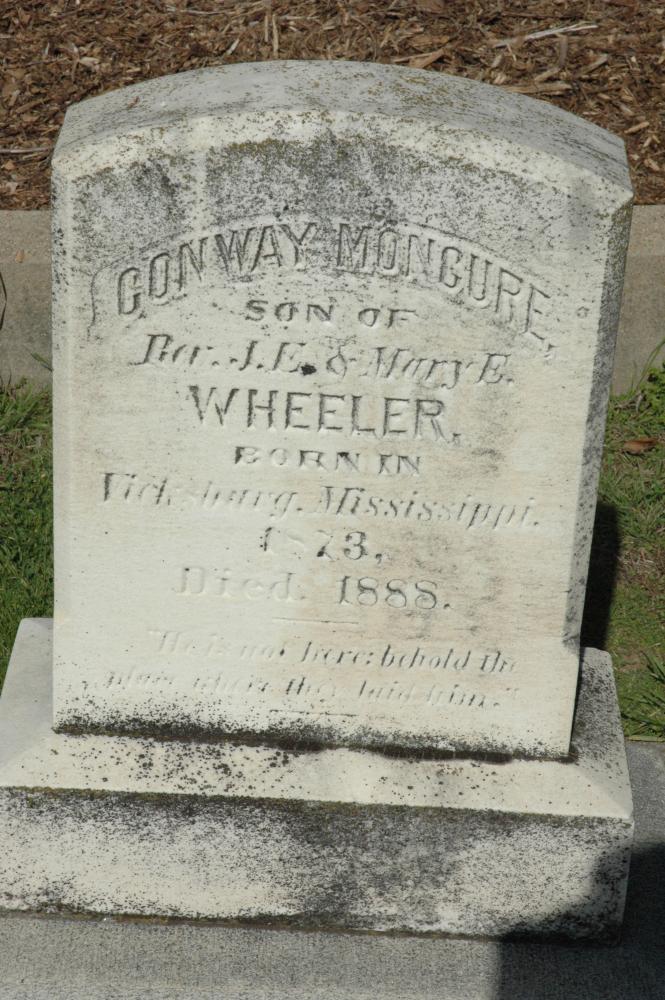 CONWAY MONCURE,
SON OF
Rev. J. E. & Mary E.
WHEELER,
BORN IN
Vicksburg, Mississippi.
1873,
Died. 1888.
"He is not here: behold the
place where they laid him."